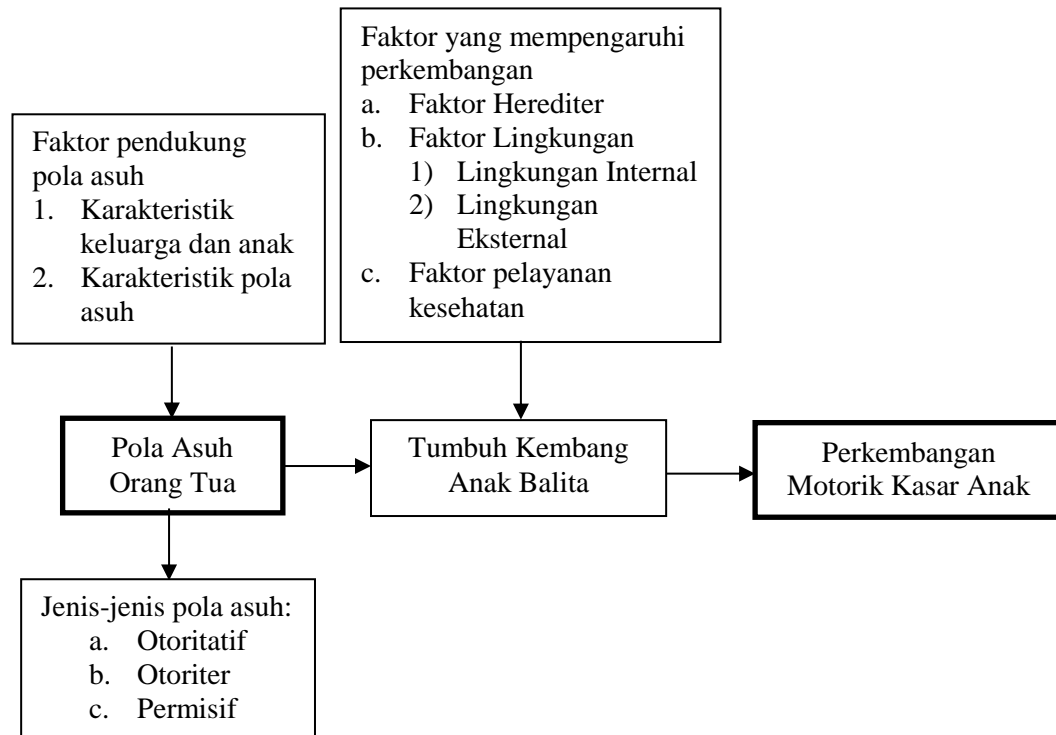 Faktor yang mempengaruhi
perkembangan
a. Faktor Herediter
b. Faktor Lingkungan
1) Lingkungan Internal
2) Lingkungan
Eksternal
c. Faktor pelayanan
kesehatan
Faktor pendukung
pola asuh
1. Karakteristik
keluarga dan anak
2. Karakteristik pola
asuh
Pola Asuh
Orang Tua
Tumbuh Kembang
Anak Balita
Perkembangan
Motorik Kasar Anak
Jenis-jenis pola asuh:
a. Otoritatif
b. Otoriter
c. Permisif